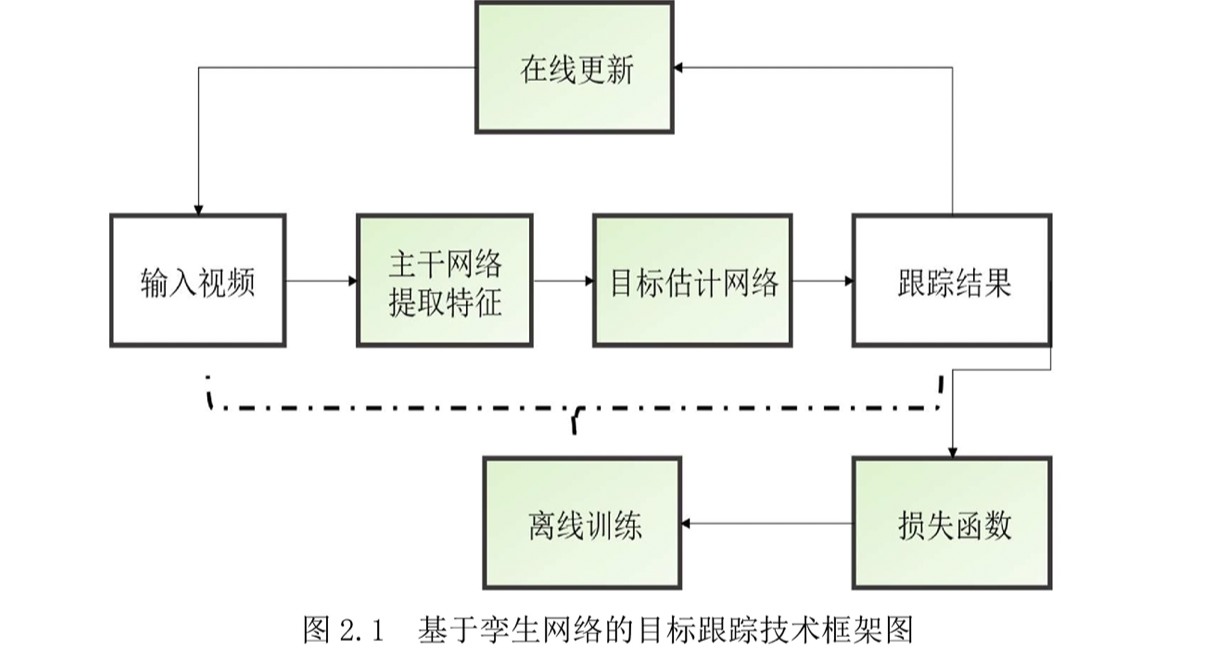 在线更新
输入视频
主干网络
提取特征
目标估计网络
跟踪结果
离线训练
损失函数
图 2.1 基于孪生网络的目标跟踪技术框架图